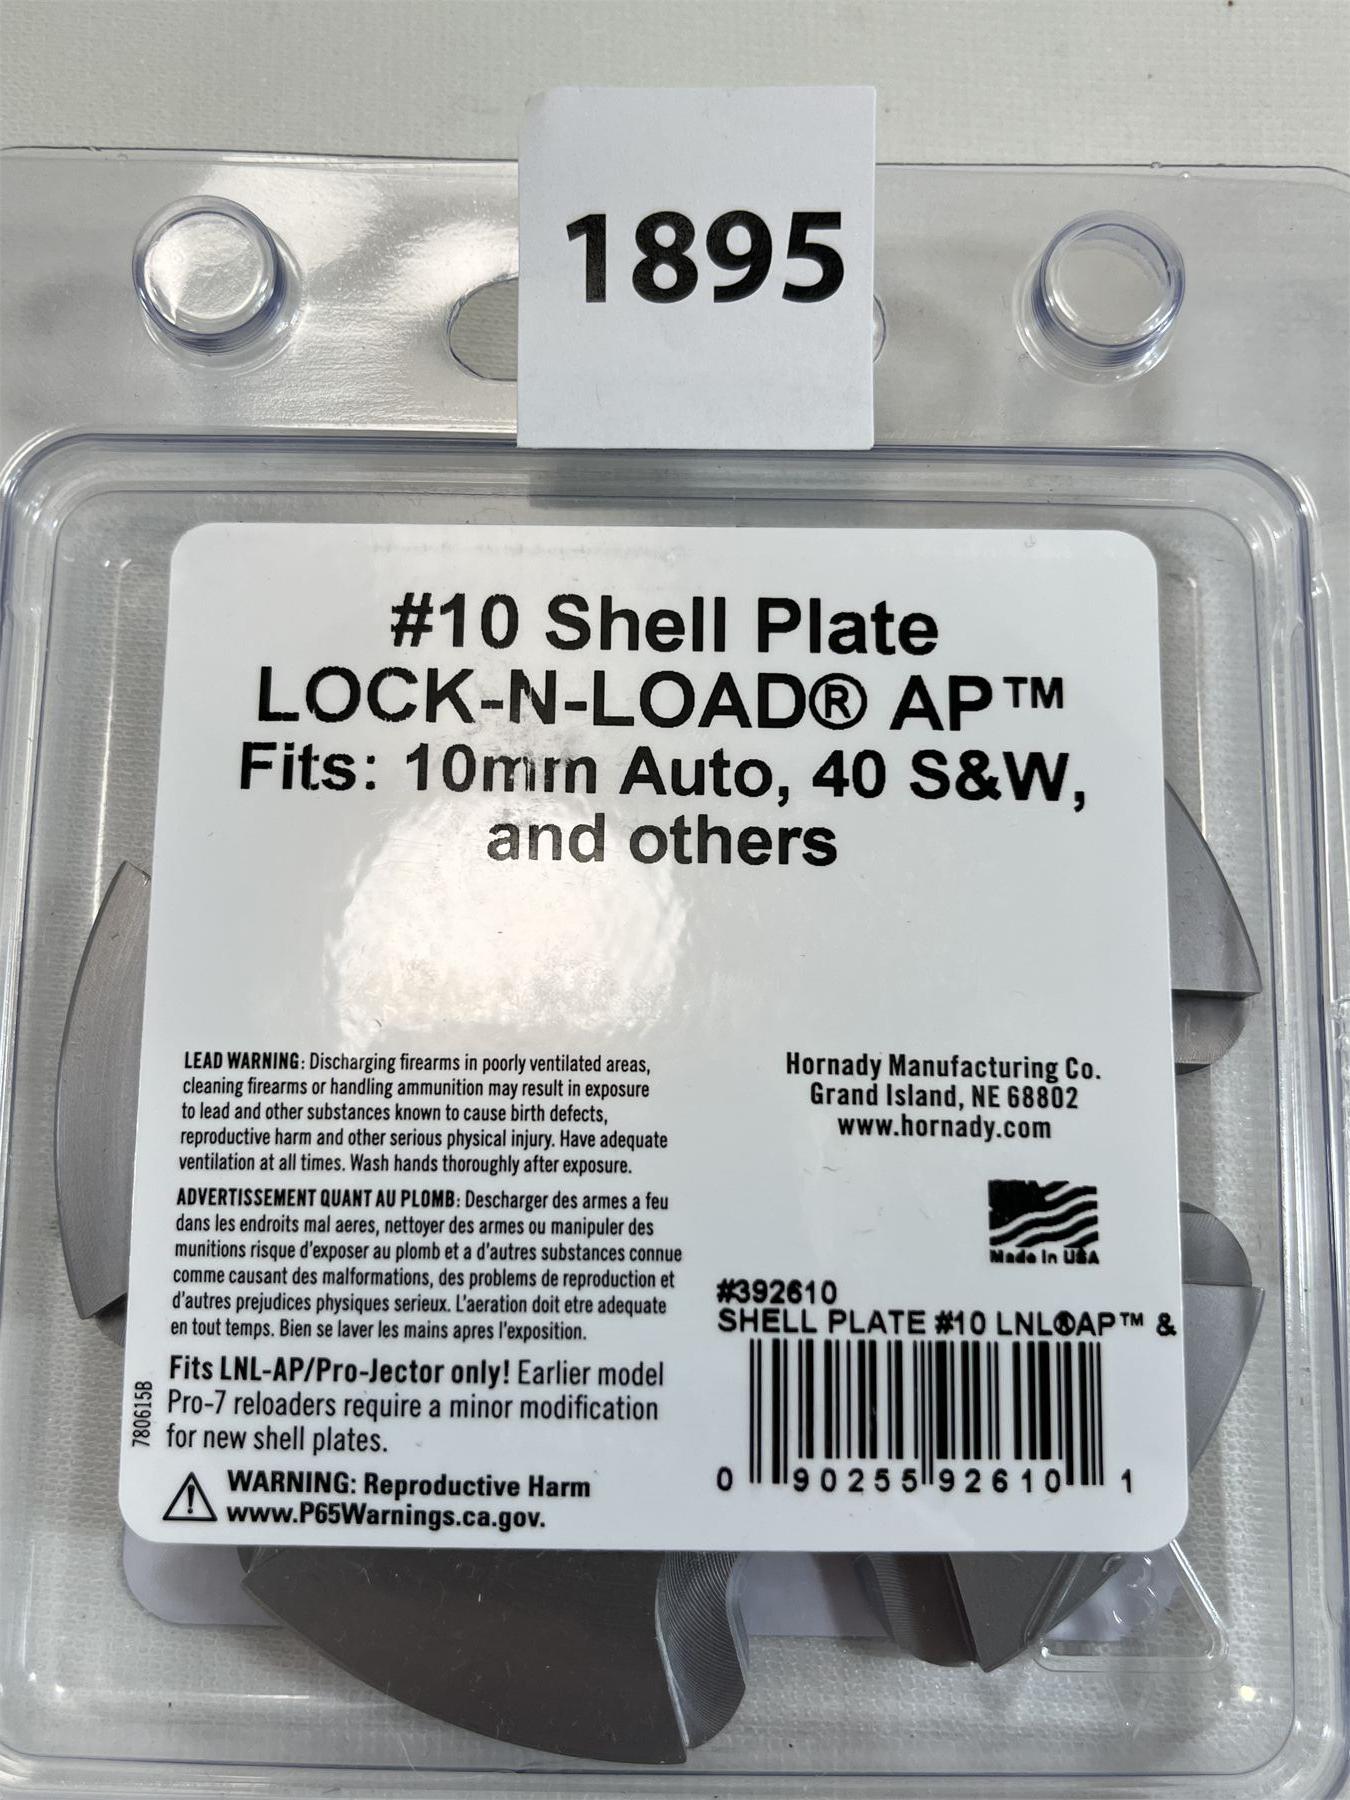 1895
#10 Shell Plate
LOCK-N-LOAD® AP™
Fits: 10mm Auto, 40 S&W,
and others
LEAD WARNING: Discharging firearms in poorly ventilated areas,
cleaning firearms or handling ammunition may result in exposure
to lead and other substances known to cause birth defects,
reproductive harm and other serious physical injury. Have adequate
ventilation at all times. Wash hands thoroughly after exposure.
ADVERTISSEMENT QUANT AU PLOMB: Descharger des armes a feu
dans les endroits mal aeres, nettoyer des armes ou manipuler des
munitions risque d'exposer au plomb et a d'autres substances connue
comme causant des malformations, des problems de reproduction et
d'autres prejudices physiques serieux. L'aeration doit etre adequate
en tout temps. Bien se laver les mains apres l'exposition.
Fits LNL-AP/Pro-Jector only! Earlier model
Pro-7 reloaders require a minor modification
for new shell plates.
780615B
WARNING: Reproductive Harm
www.P65Warnings.ca.gov.
Hornady Manufacturing Co.
Grand Island, NE 68802
www.hornady.com
Made In USA
#392610
SHELL PLATE #10 LNL®AP™ &
0 90255 92610 1